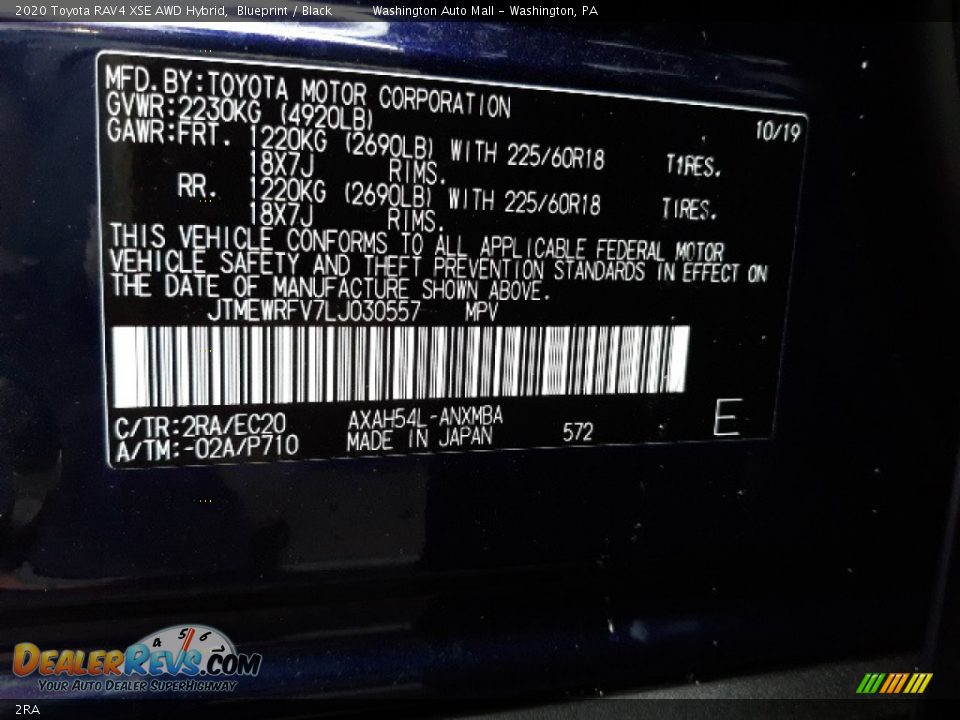 2020 Toyota RAV4 XSE AWD Hybrid, Blueprint / Black Washington Auto Mall - Washington, PA
MFD.BY:TOYOTA MOTOR CORPORATION 10/19
GVWR:2230KG (4920LB)
GAWR:FRT. 1220KG (2690LB) WITH 225/60R18 TIRES.
18X7J RIMS.
RR. 1220KG (2690LB) WITH 225/60R18 TIRES.
18X7J RIMS.
THIS VEHICLE CONFORMS TO ALL APPLICABLE FEDERAL MOTOR
VEHICLE SAFETY AND THEFT PREVENTION STANDARDS IN EFFECT ON
THE DATE OF MANUFACTURE SHOWN ABOVE.
JTMEWRFV7LJ030557 MPV
C/TR:2RA/EC20 AXAH54L-ANXMBA
A/TM:-02A/P710 MADE IN JAPAN 572 E
4 5 6 7
DEALERREVS.COM
YOUR AUTO DEALER SUPERHIGHWAY
2RA